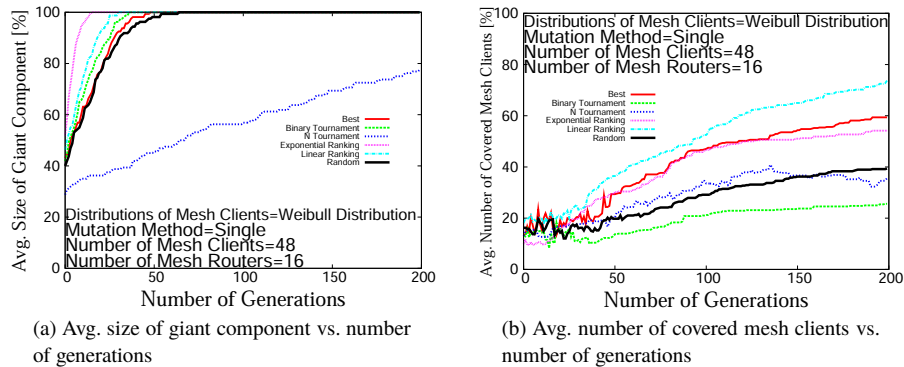 Avg. Size of Giant Component [%]
100
80
60
40
20
0
Best
Binary Tournament
N Tournament
Exponential Ranking
Linear Ranking
Random
Distributions of Mesh Clients=Weibull Distribution
Mutation Method=Single
Number of Mesh Clients=48
Number of Mesh Routers=16
0 50 100 150 200
Number of Generations
(a) Avg. size of giant component vs. number
of generations
Avg. Number of Covered Mesh Clients [%]
100
80
60
40
20
0
Distributions of Mesh Clients=Weibull Distribution
Mutation Method=Single
Number of Mesh Clients=48
Number of Mesh Routers=16
Best
Binary Tournament
N Tournament
Exponential Ranking
Linear Ranking
Random
0 50 100 150 200
Number of Generations
(b) Avg. number of covered mesh clients vs.
number of generations